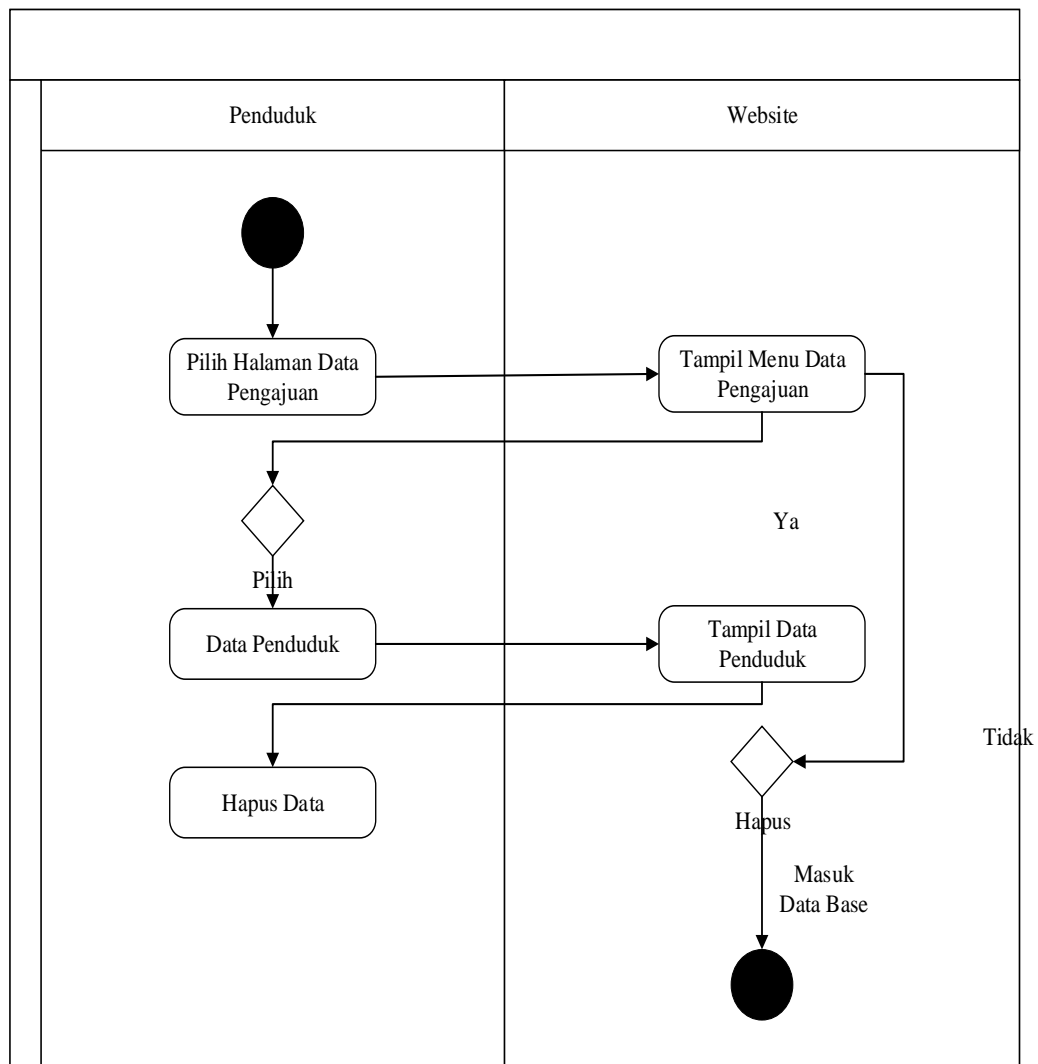 Penduduk
Website
Pilih Halaman Data
Pengajuan
Tampil Menu Data
Pengajuan
Ya
Pilih
Data Penduduk
Tampil Data
Penduduk
Tidak
Hapus Data
Hapus
Masuk
Data Base